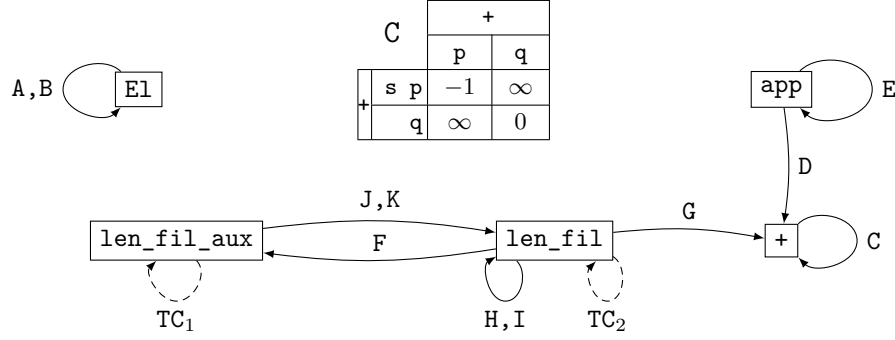 +
C
p q
A,B El + s p −1 ∞ app E
q ∞ 0
D
J,K
G
len_fil_aux F len_fil + C
TC₁ H,I TC₂